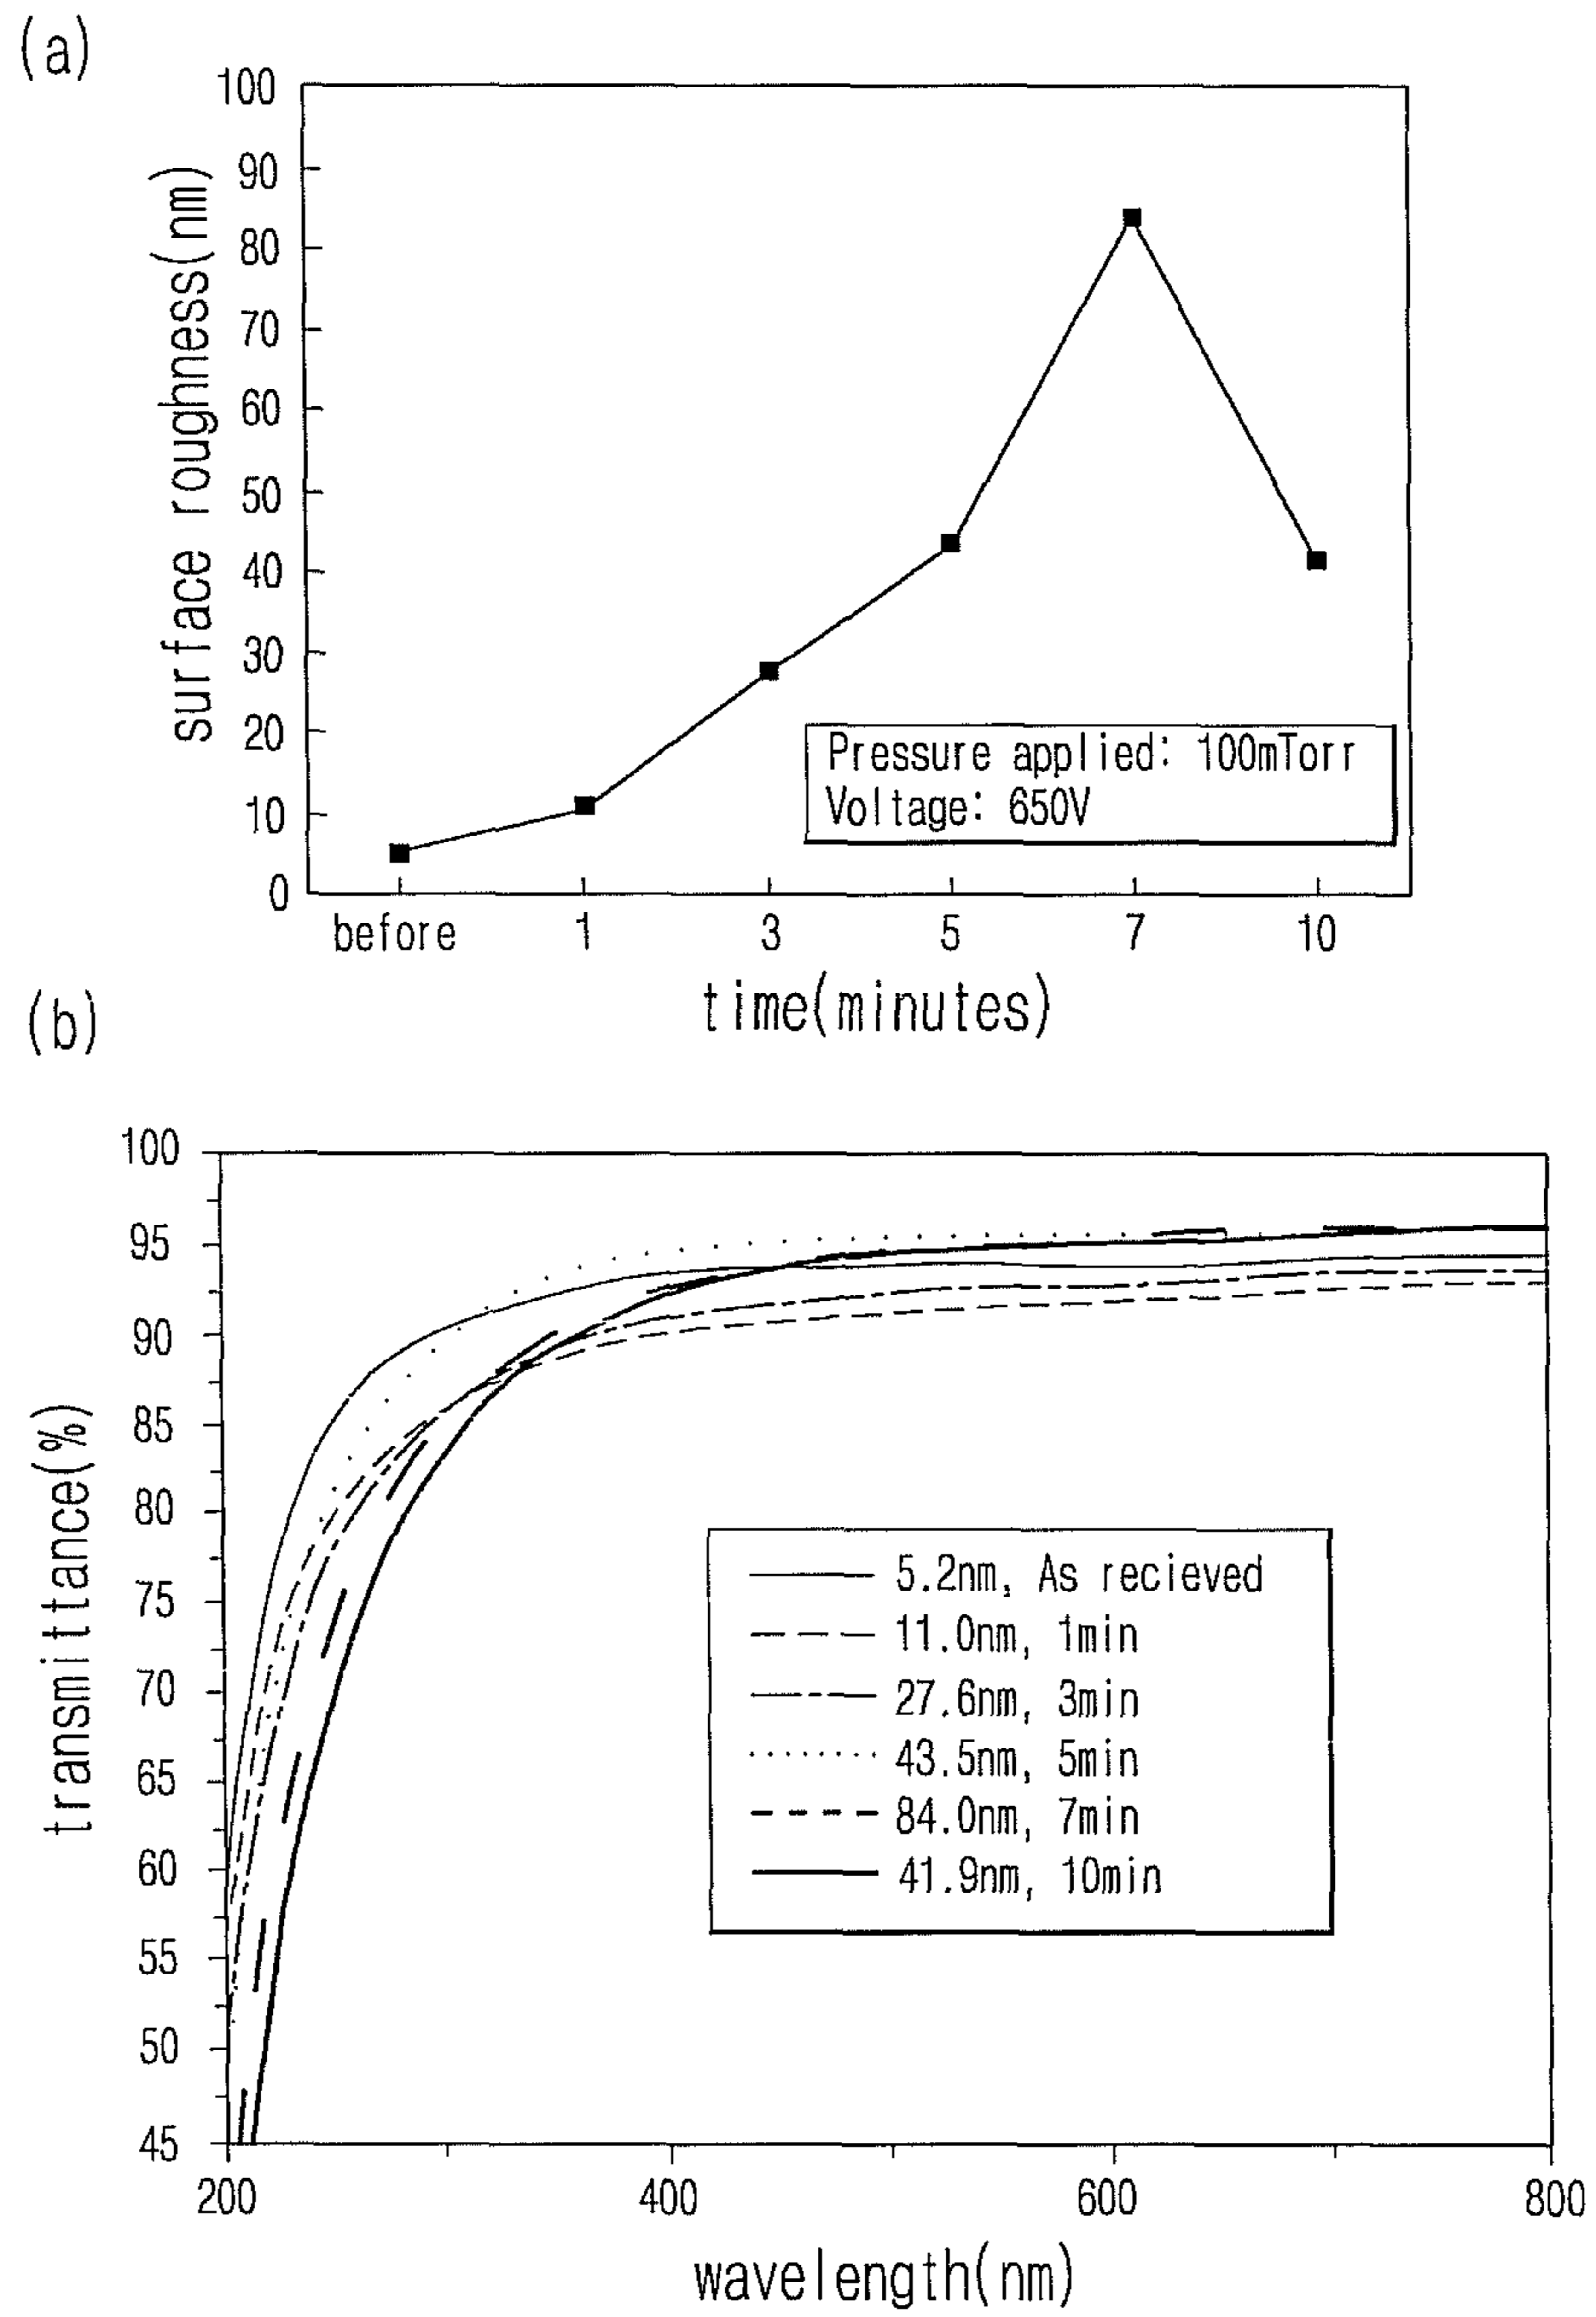 (a)
100
90
80
70
60
50
40
30
20
10
0
surface roughness(nm)
Pressure applied: 100mTorr
Voltage: 650V
before 1 3 5 7 10
time(minutes)
(b)
100
95
90
85
80
75
70
65
60
55
50
45
transmittance(%)
5.2nm, As recieved
11.0nm, 1min
27.6nm, 3min
43.5nm, 5min
84.0nm, 7min
41.9nm, 10min
200 400 600 800
wavelength(nm)